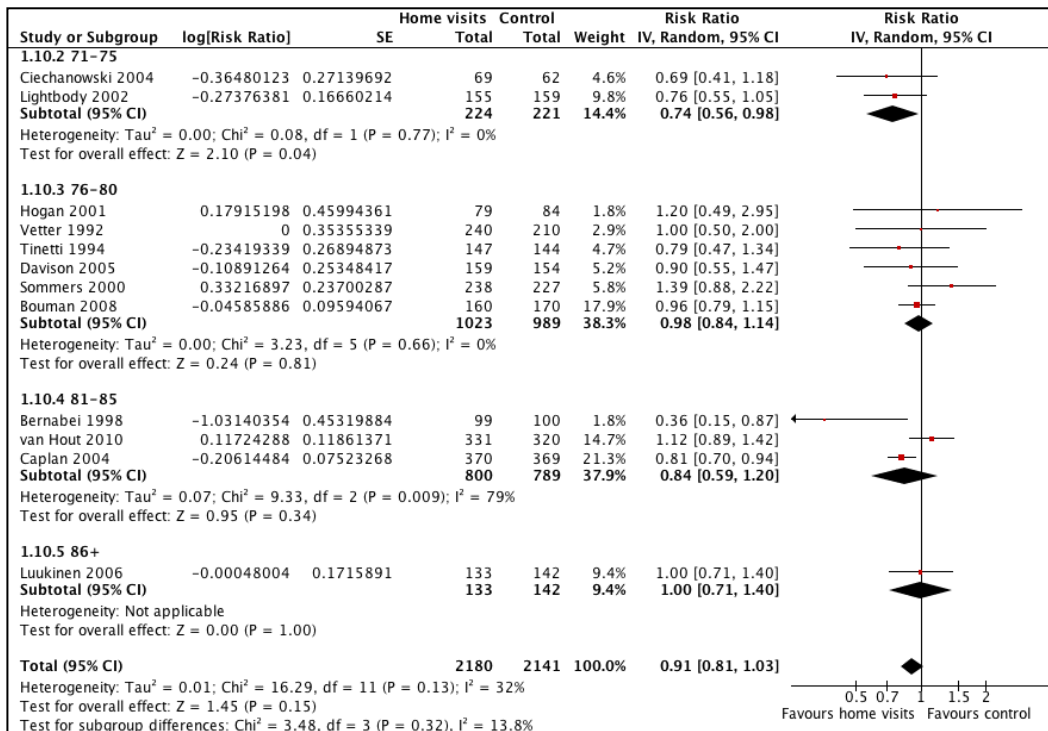 Home visits Control Risk Ratio Risk Ratio
Study or Subgroup log[Risk Ratio] SE Total Total Weight IV, Random, 95% CI IV, Random, 95% CI
1.10.2 71-75
Ciechanowski 2004 -0.36480123 0.27139692 69 62 4.6% 0.69 [0.41, 1.18]
Lightbody 2002 -0.27376381 0.16660214 155 159 9.8% 0.76 [0.55, 1.05]
Subtotal (95% CI) 224 221 14.4% 0.74 [0.56, 0.98]
Heterogeneity: Tau² = 0.00; Chi² = 0.08, df = 1 (P = 0.77); I² = 0%
Test for overall effect: Z = 2.10 (P = 0.04)
1.10.3 76-80
Hogan 2001 0.17915198 0.45994361 79 84 1.8% 1.20 [0.49, 2.95]
Vetter 1992 0 0.35355339 240 210 2.9% 1.00 [0.50, 2.00]
Tinetti 1994 -0.23419339 0.26894873 147 144 4.7% 0.79 [0.47, 1.34]
Davison 2005 -0.10891264 0.25348417 159 154 5.2% 0.90 [0.55, 1.47]
Sommers 2000 0.33216897 0.23700287 238 227 5.8% 1.39 [0.88, 2.22]
Bouman 2008 -0.04585886 0.09594067 160 170 17.9% 0.96 [0.79, 1.15]
Subtotal (95% CI) 1023 989 38.3% 0.98 [0.84, 1.14]
Heterogeneity: Tau² = 0.00; Chi² = 3.23, df = 5 (P = 0.66); I² = 0%
Test for overall effect: Z = 0.24 (P = 0.81)
1.10.4 81-85
Bernabei 1998 -1.03140354 0.45319884 99 100 1.8% 0.36 [0.15, 0.87]
van Hout 2010 0.11724288 0.11861371 331 320 14.7% 1.12 [0.89, 1.42]
Caplan 2004 -0.20614484 0.07523268 370 369 21.3% 0.81 [0.70, 0.94]
Subtotal (95% CI) 800 789 37.9% 0.84 [0.59, 1.20]
Heterogeneity: Tau² = 0.07; Chi² = 9.33, df = 2 (P = 0.009); I² = 79%
Test for overall effect: Z = 0.95 (P = 0.34)
1.10.5 86+
Luukinen 2006 -0.00048004 0.1715891 133 142 9.4% 1.00 [0.71, 1.40]
Subtotal (95% CI) 133 142 9.4% 1.00 [0.71, 1.40]
Heterogeneity: Not applicable
Test for overall effect: Z = 0.00 (P = 1.00)
Total (95% CI) 2180 2141 100.0% 0.91 [0.81, 1.03]
Heterogeneity: Tau² = 0.01; Chi² = 16.29, df = 11 (P = 0.13); I² = 32%
Test for overall effect: Z = 1.45 (P = 0.15)
Test for subgroup differences: Chi² = 3.48, df = 3 (P = 0.32), I² = 13.8%
0.5 0.7 1 1.5 2
Favours home visits Favours control